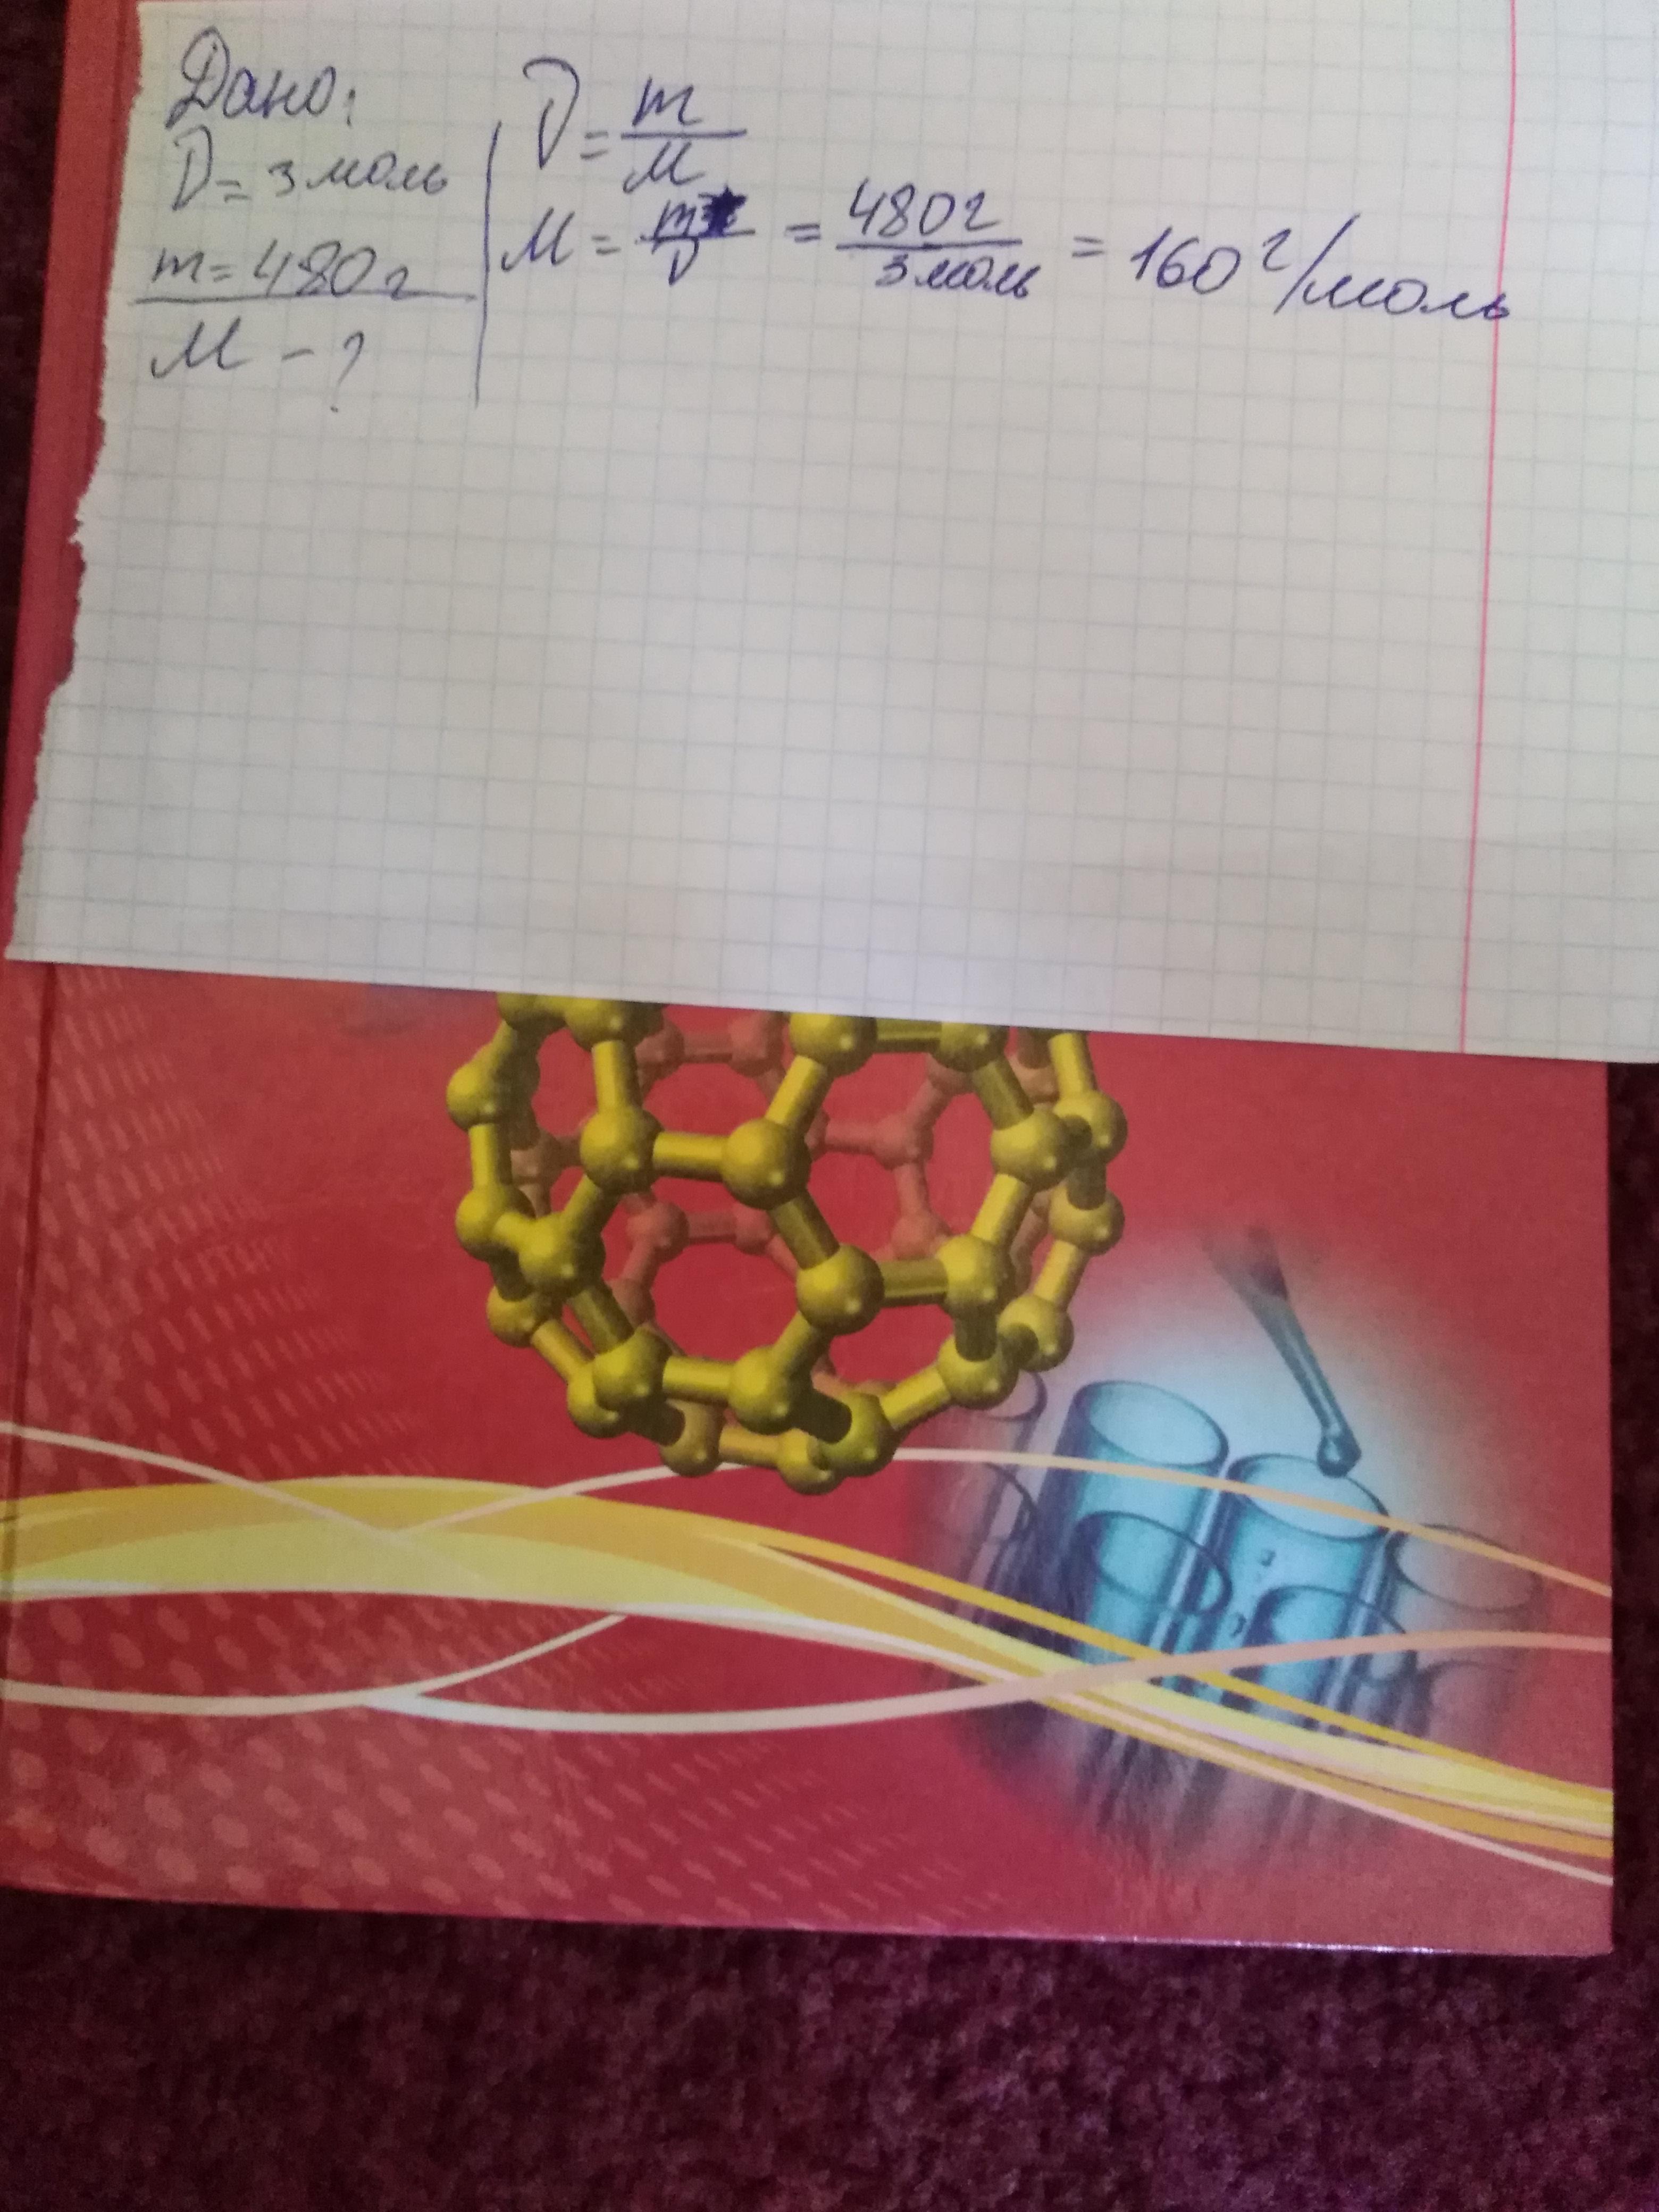 Дано:
ν = 3 моль
m = 480 г
M - ?
ν = m/M
M = m/ν = 480 г/3 моль = 160 г/моль